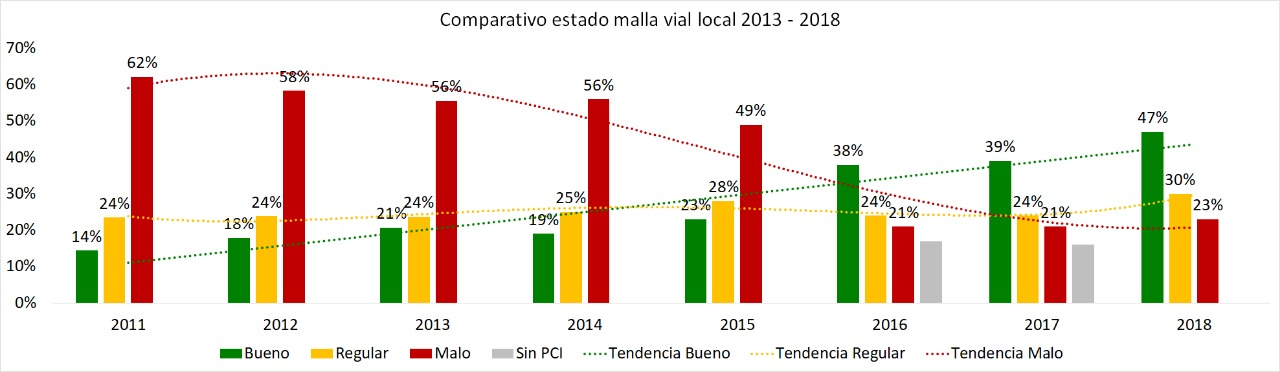 Comparativo estado malla vial local 2013 - 2018
70%
60%
50%
40%
30%
20%
10%
0%
14% 24% 62%
18% 24% 58%
21% 24% 56%
19% 25% 56%
23% 28% 49%
38% 24% 21%
39% 24% 21%
47% 30% 23%
2011 2012 2013 2014 2015 2016 2017 2018
Bueno Regular Malo Sin PCI Tendencia Bueno Tendencia Regular Tendencia Malo